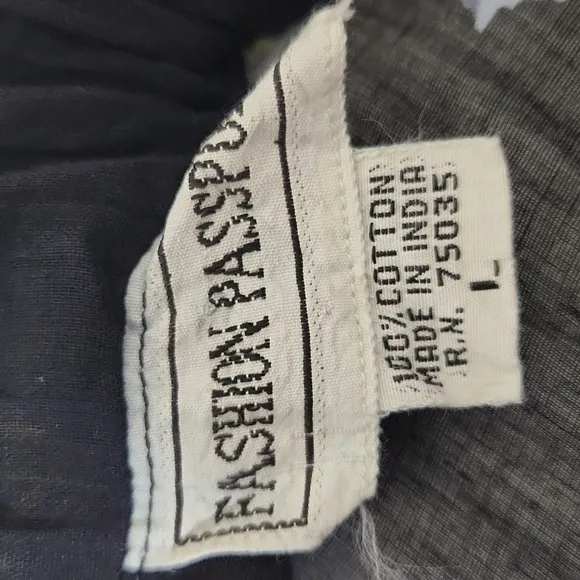 FASHION PASSPO
100% COTTON
MADE IN INDIA
R.N. 75035
L